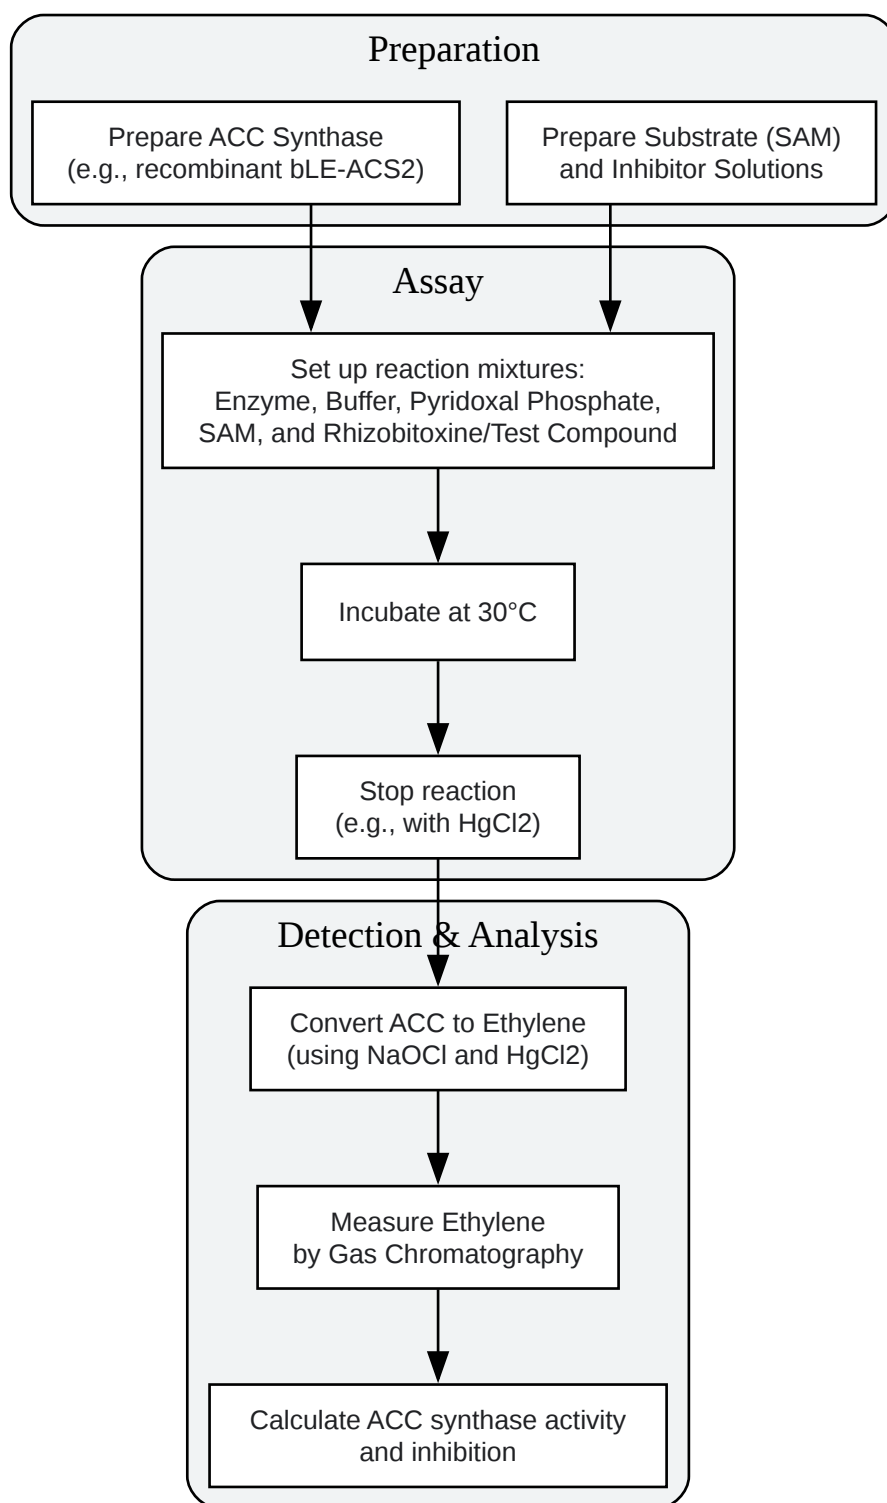 Preparation
Prepare ACC Synthase
(e.g., recombinant bLE-ACS2)
Prepare Substrate (SAM)
and Inhibitor Solutions
Assay
Set up reaction mixtures:
Enzyme, Buffer, Pyridoxal Phosphate,
SAM, and Rhizobitoxine/Test Compound
Incubate at 30°C
Stop reaction
(e.g., with HgCl2)
Detection & Analysis
Convert ACC to Ethylene
(using NaOCl and HgCl2)
Measure Ethylene
by Gas Chromatography
Calculate ACC synthase activity
and inhibition